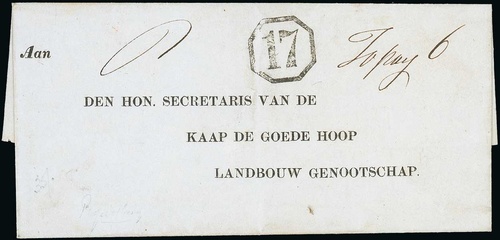 Aan
17
To pay 6
DEN HON. SECRETARIS VAN DE
KAAP DE GOEDE HOOP
LANDBOUW GENOOTSCHAP.